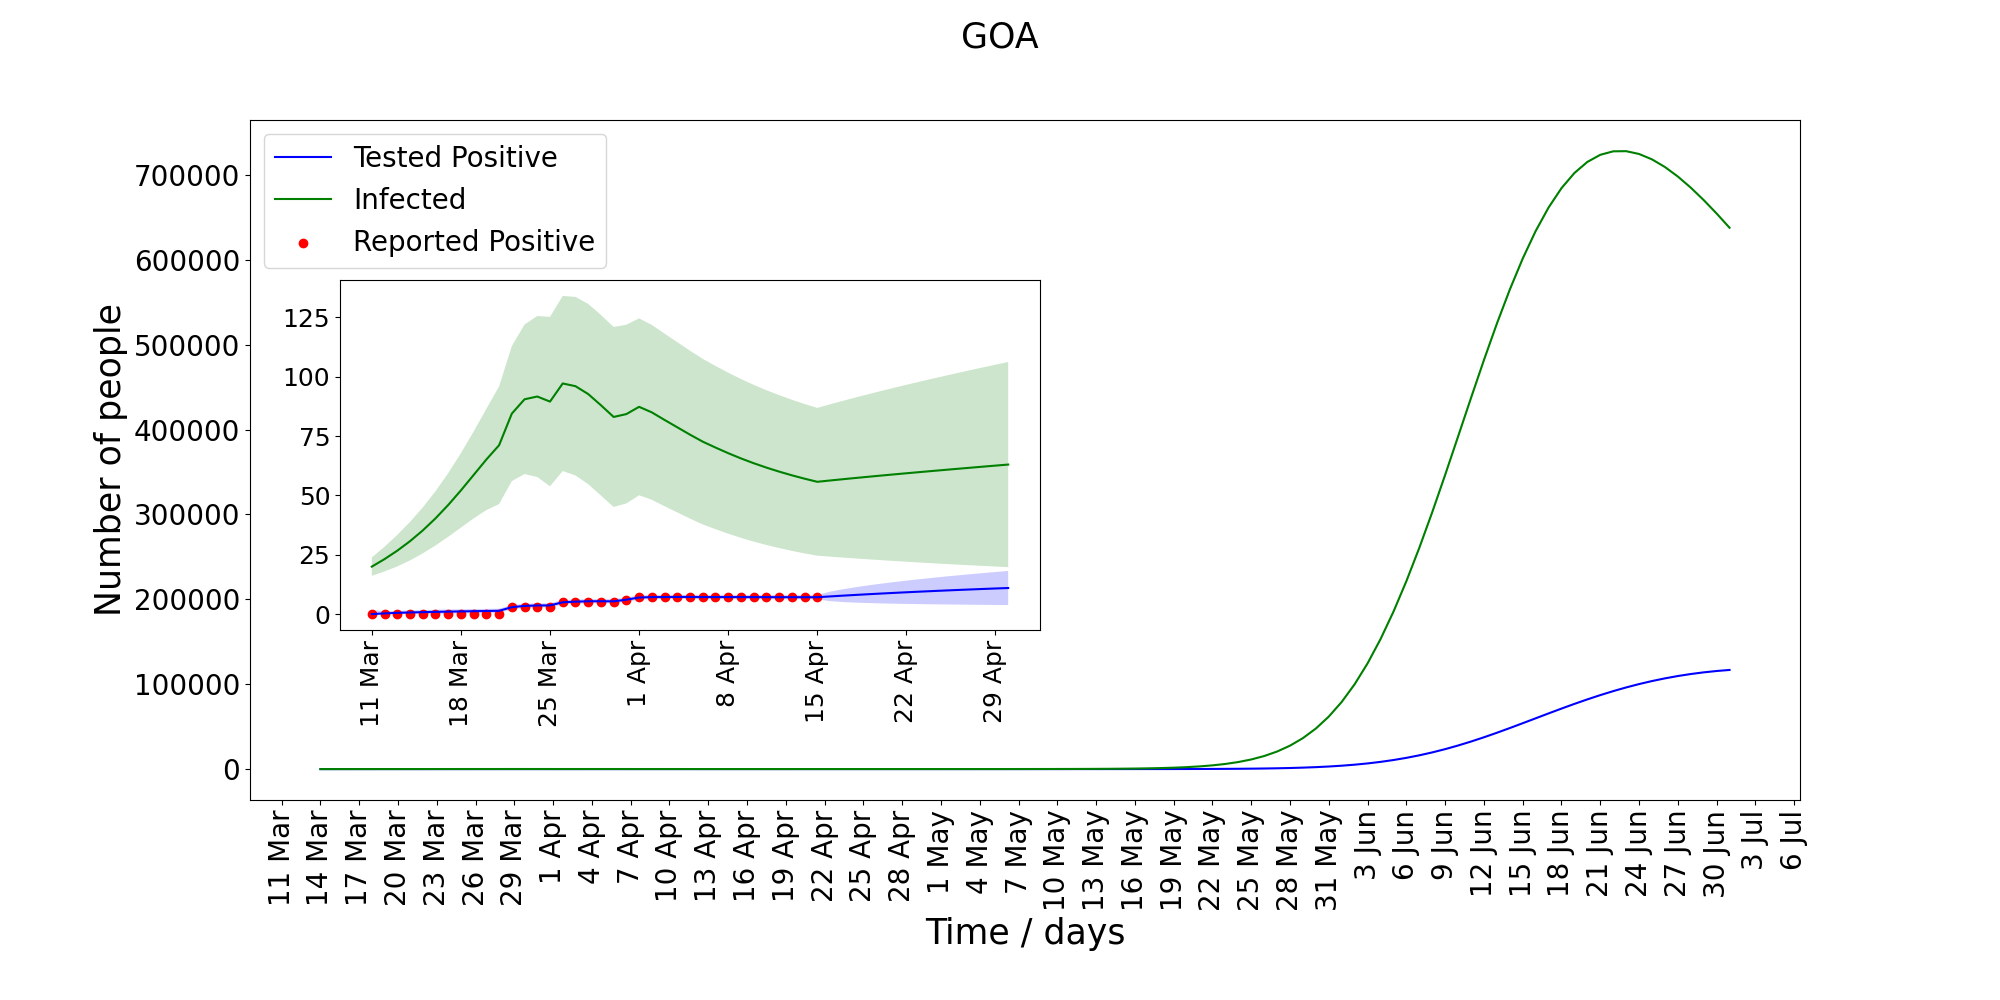 GOA
Tested Positive
Infected
Reported Positive
Number of people
700000
600000
500000
400000
300000
200000
100000
0
125
100
75
50
25
0
11 Mar
18 Mar
25 Mar
1 Apr
8 Apr
15 Apr
22 Apr
29 Apr
11 Mar
14 Mar
17 Mar
20 Mar
23 Mar
26 Mar
29 Mar
1 Apr
4 Apr
7 Apr
10 Apr
13 Apr
16 Apr
19 Apr
22 Apr
25 Apr
28 Apr
1 May
4 May
7 May
10 May
13 May
16 May
19 May
22 May
25 May
28 May
31 May
3 Jun
6 Jun
9 Jun
12 Jun
15 Jun
18 Jun
21 Jun
24 Jun
27 Jun
30 Jun
3 Jul
6 Jul
Time / days